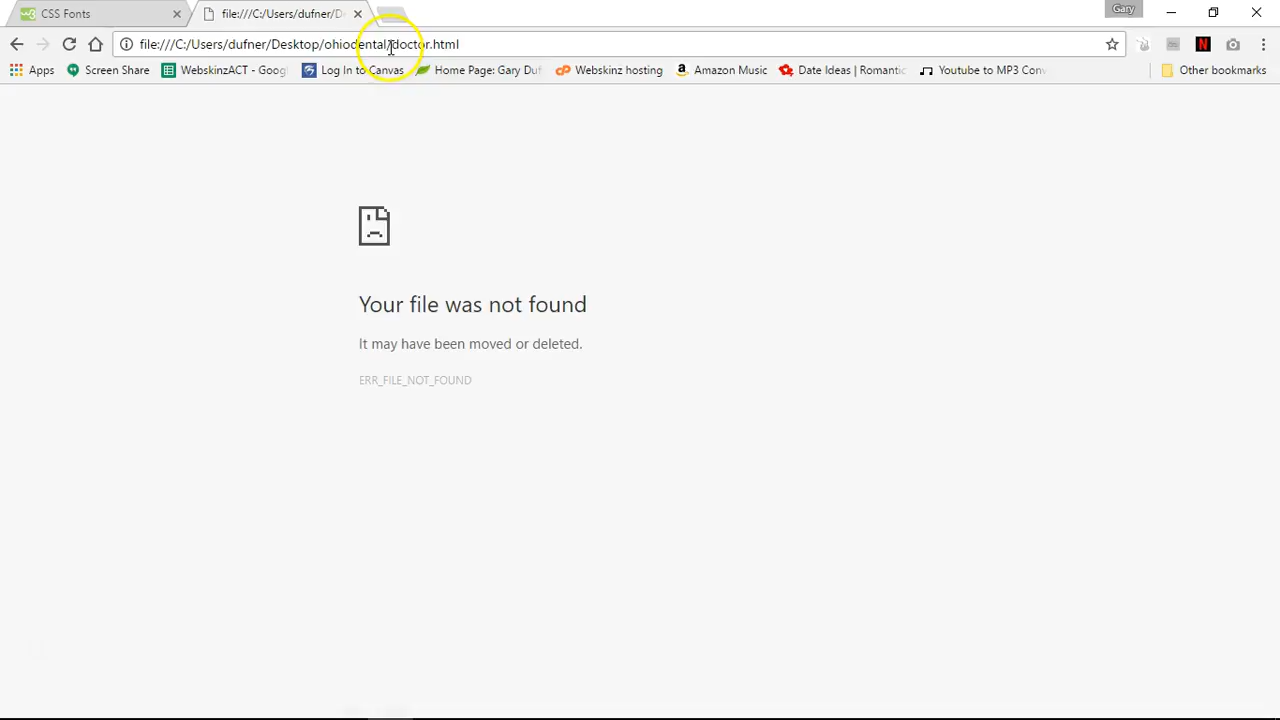 CSS Fonts
file:///C:/Users/dufner/D
Gary
file:///C:/Users/dufner/Desktop/ohiodental/doctor.html
Apps
Screen Share
WebskinzACT - Goog
Log In to Canvas
Home Page: Gary Duf
Webskinz hosting
Amazon Music
Date Ideas | Romantic
Youtube to MP3 Conv
Other bookmarks
Your file was not found
It may have been moved or deleted.
ERR_FILE_NOT_FOUND